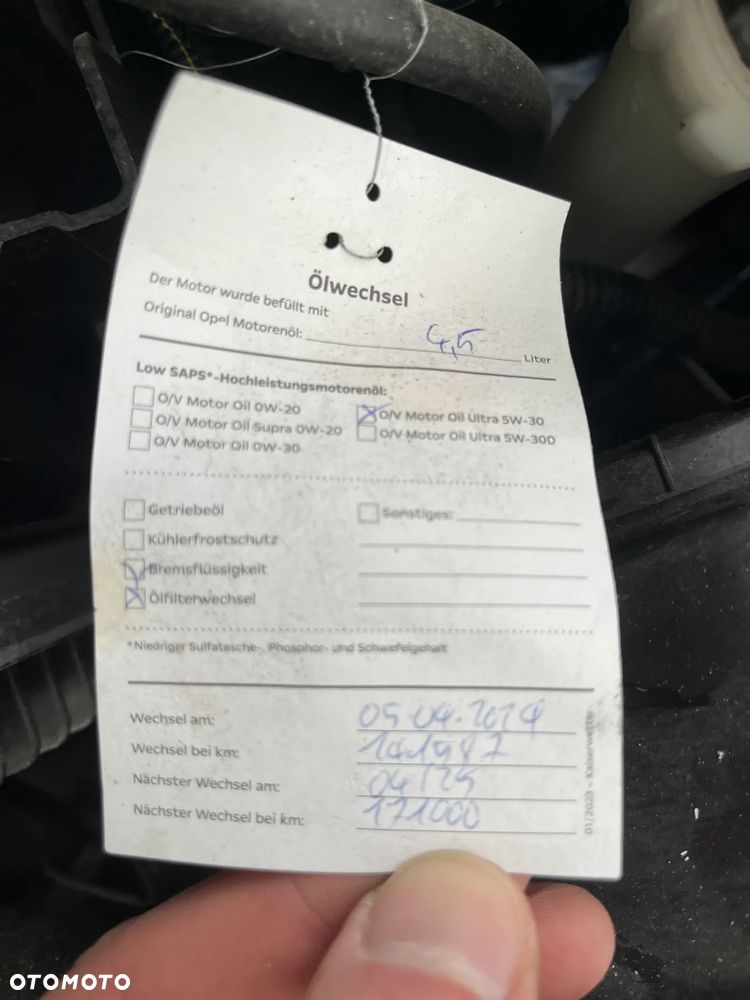 Ölwechsel
Der Motor wurde befüllt mit
Original Opel Motorenöl: 4,5 Liter
Low SAPS*-Hochleistungsmotorenöl:
O/V Motor Oil 0W-20
O/V Motor Oil Ultra 5W-30
O/V Motor Oil Supra 0W-20
O/V Motor Oil Ultra 5W-30D
O/V Motor Oil 0W-30
Getriebeöl
Sonstiges:
Kühlerfrostschutz
Bremsflüssigkeit
Ölfilterwechsel
*Niedriger Sulfatasche-, Phosphor- und Schwefelgehalt
Wechsel am: 05.04.2024
Wechsel bei km: 141987
Nächster Wechsel am: 04/25
Nächster Wechsel bei km: 171000
01/2023 – Kaiserwetter
OTOMOTO